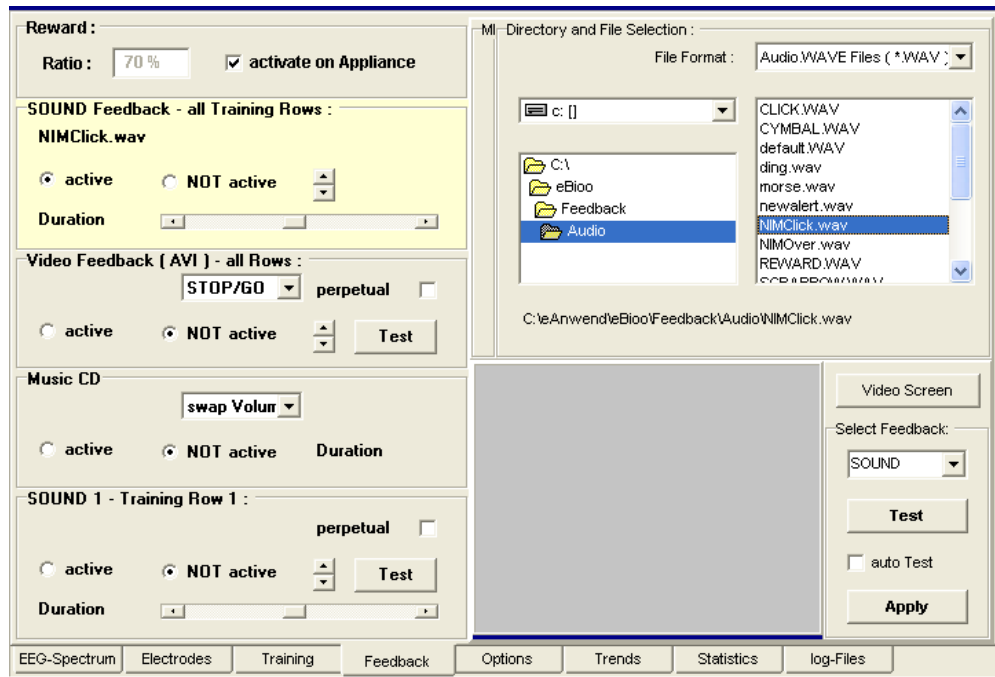 Reward :
Ratio : 70 % activate on Appliance
SOUND Feedback - all Training Rows :
NIMClick.wav
active NOT active
Duration
Video Feedback ( AVI ) - all Rows :
STOP/GO perpetual
active NOT active Test
Music CD
swap Volum
active NOT active Duration
SOUND 1 - Training Row 1 :
perpetual
active NOT active Test
Duration
MI Directory and File Selection :
File Format : Audio.WAVE Files ( *.WAV )
c: []
C:\
eBioo
Feedback
Audio
CLICK.WAV
CYMBAL.WAV
default.WAV
ding.wav
morse.wav
newalert.wav
NIMClick.wav
NIMOver.wav
REWARD.WAV
C:\eAnwend\eBioo\Feedback\Audio\NIMClick.wav
Video Screen
Select Feedback:
SOUND
Test
auto Test
Apply
EEG-Spectrum Electrodes Training Feedback Options Trends Statistics log-Files